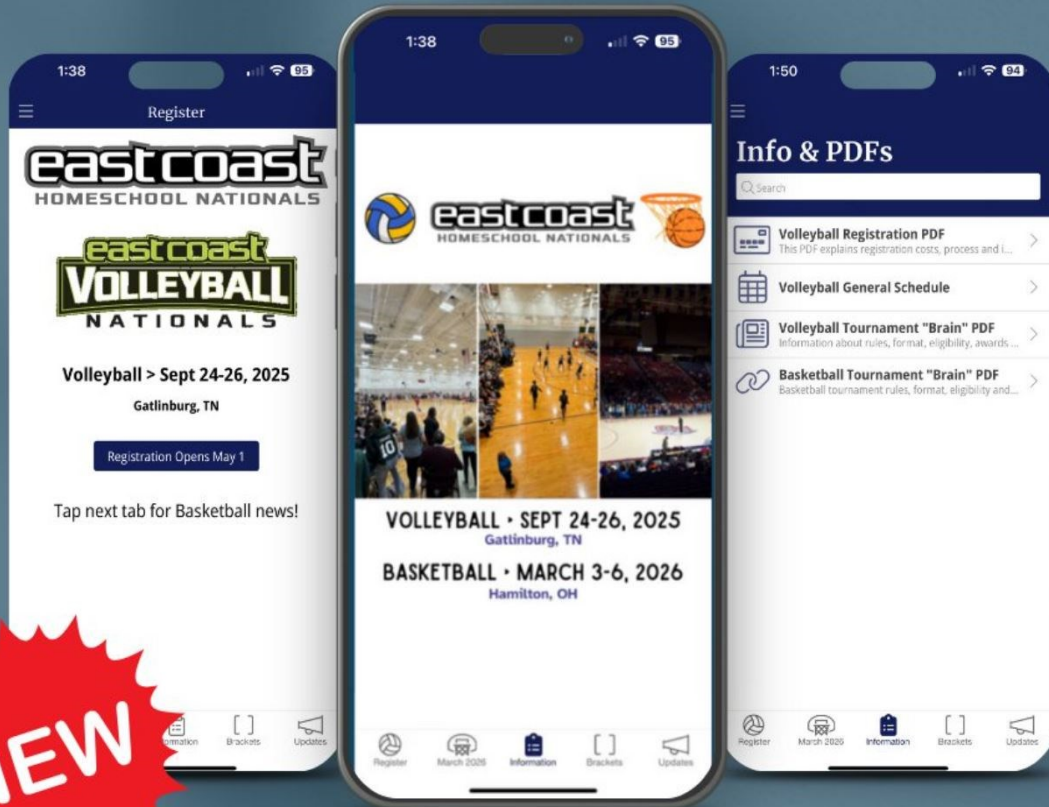 1:38
95
Register
eastcoast
HOMESCHOOL NATIONALS
eastcoast
VOLLEYBALL
NATIONALS
Volleyball > Sept 24-26, 2025
Gatlinburg, TN
Registration Opens May 1
Tap next tab for Basketball news!
Brackets
Updates
NEW
1:38
95
eastcoast
HOMESCHOOL NATIONALS
10
VOLLEYBALL • SEPT 24-26, 2025
Gatlinburg, TN
BASKETBALL • MARCH 3-6, 2026
Hamilton, OH
Register
March 2026
Information
Brackets
Updates
1:50
94
Info & PDFs
Search
Volleyball Registration PDF
This PDF explains registration costs, process and i...
Volleyball General Schedule
Volleyball Tournament "Brain" PDF
Information about rules, format, eligibility, awards ...
Basketball Tournament "Brain" PDF
Basketball tournament rules, format, eligibility and...
Register
March 2026
Information
Brackets
Updates